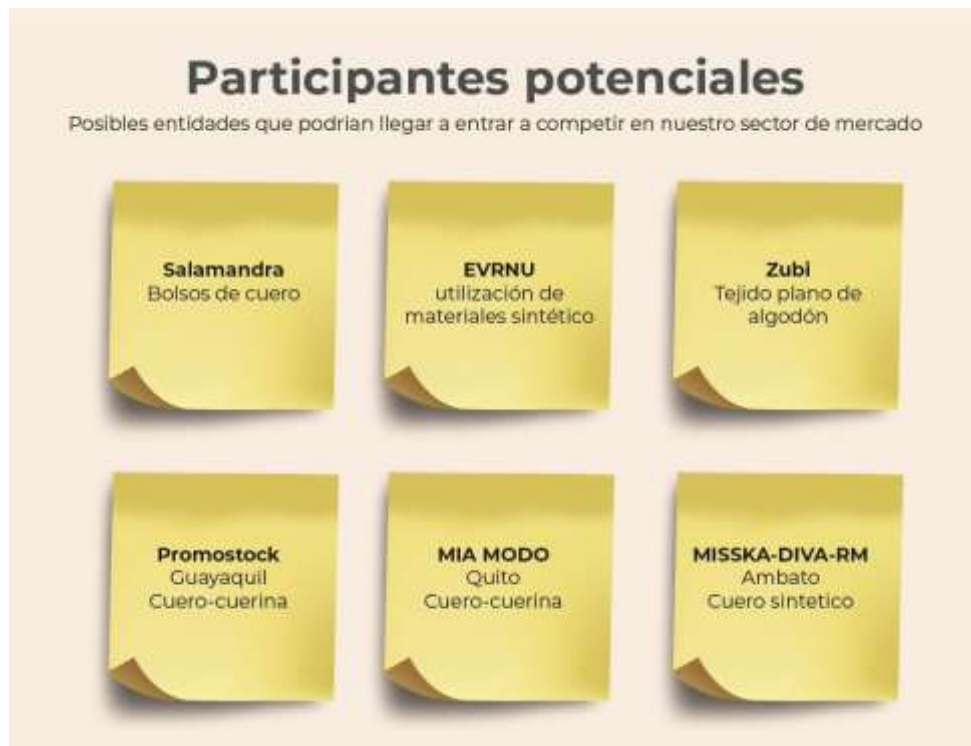 Participantes potenciales
Posibles entidades que podrian llegar a entrar a competir en nuestro sector de mercado
Salamandra
Bolsos de cuero
EVRNU
utilización de
materiales sintético
Zubi
Tejido plano de
algodón
Promostock
Guayaquil
Cuero-cuerina
MIA MODO
Quito
Cuero-cuerina
MISSKA-DIVA-RM
Ambato
Cuero sintetico